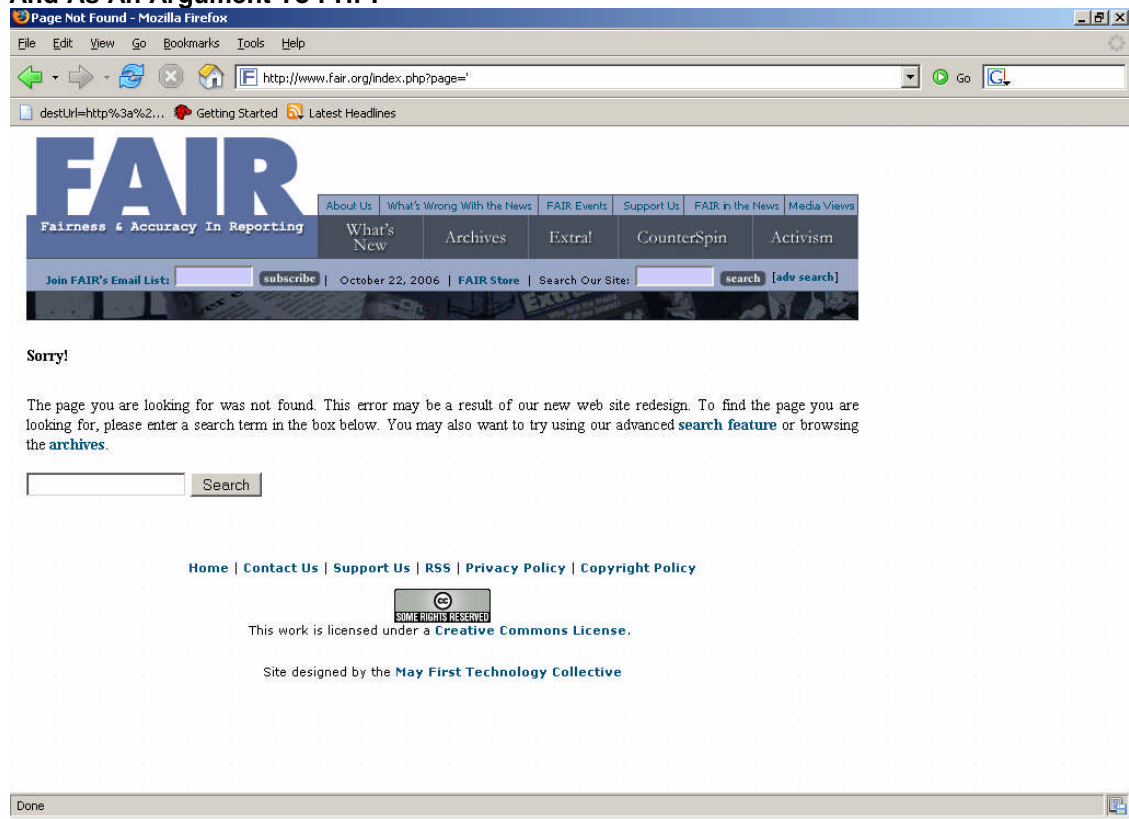 And As An Argument To PHP?
Page Not Found - Mozilla Firefox
File Edit View Go Bookmarks Tools Help
http://www.fair.org/index.php?page='
Go
destUrl=http%3a%2... Getting Started Latest Headlines
FAIR
Fairness & Accuracy In Reporting
About Us What's Wrong With the News FAIR Events Support Us FAIR in the News Media Views
What's New Archives Extra! CounterSpin Activism
Join FAIR's Email List: subscribe | October 22, 2006 | FAIR Store | Search Our Site: search [adv search]
Sorry!
The page you are looking for was not found. This error may be a result of our new web site redesign. To find the page you are
looking for, please enter a search term in the box below. You may also want to try using our advanced search feature or browsing
the archives.
Search
Home | Contact Us | Support Us | RSS | Privacy Policy | Copyright Policy
cc
SOME RIGHTS RESERVED
This work is licensed under a Creative Commons License.
Site designed by the May First Technology Collective
Done